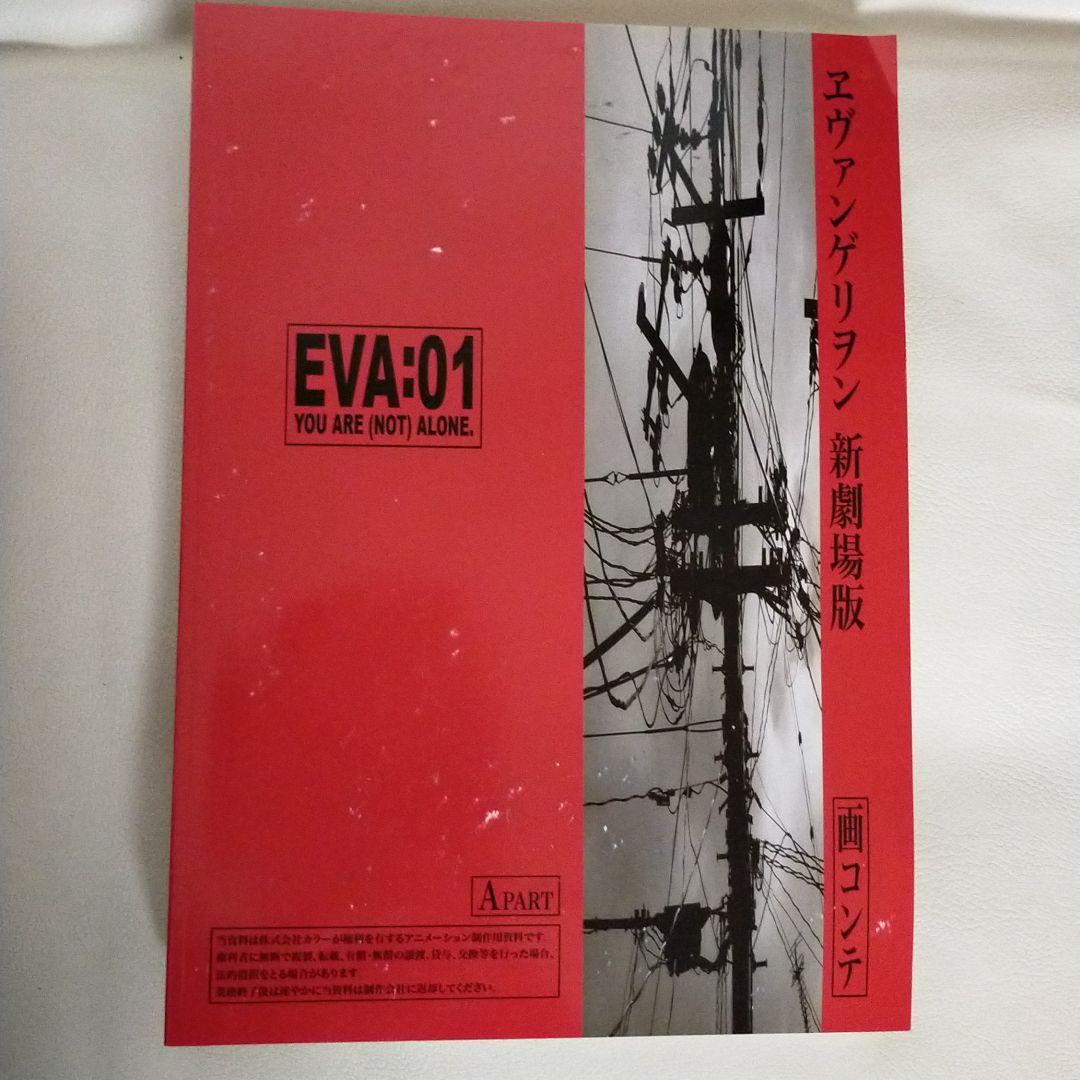 ヱヴァンゲリヲン 新劇場版
画コンテ
EVA:01
YOU ARE (NOT) ALONE.
A PART
当資料は株式会社カラーが権利を有するアニメーション制作用資料です。
権利者に無断で複製、転載、有償・無償の譲渡、貸与、交換等を行った場合、
法的措置をとる場合があります
業務終了後は速やかに当資料は制作会社に返却してください。